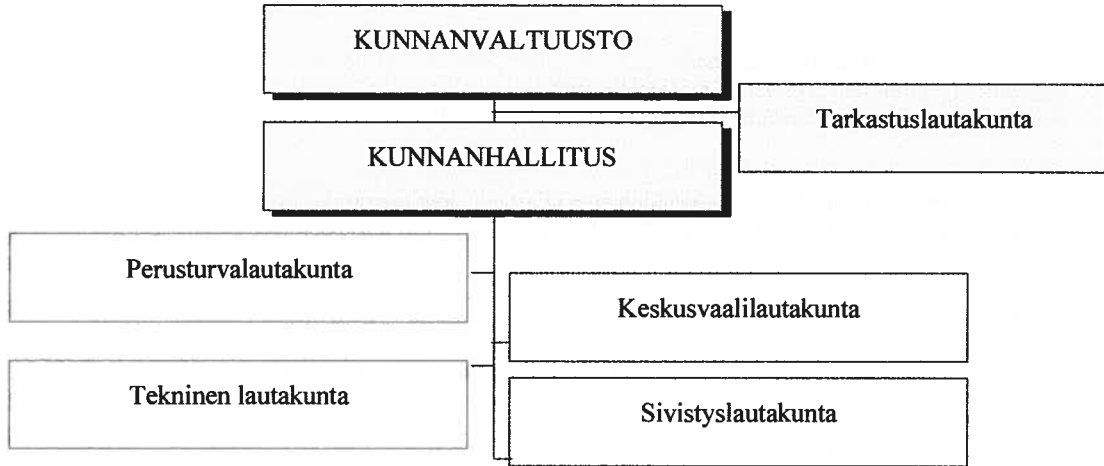 KUNNANVALTUUSTO
Tarkastuslautakunta
KUNNANHALLITUS
Perusturvalautakunta
Keskusvaalilautakunta
Tekninen lautakunta
Sivistyslautakunta